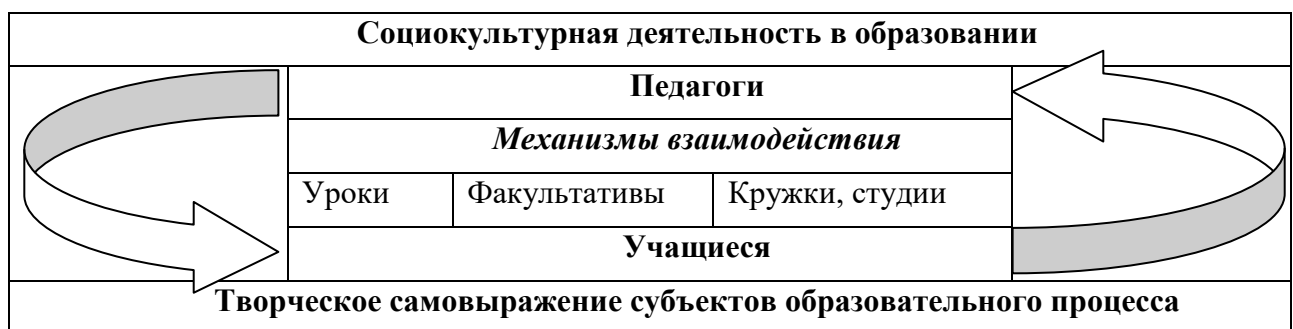 Социокультурная деятельность в образовании
Педагоги
Механизмы взаимодействия
Уроки Факультативы Кружки, студии
Учащиеся
Творческое самовыражение субъектов образовательного процесса